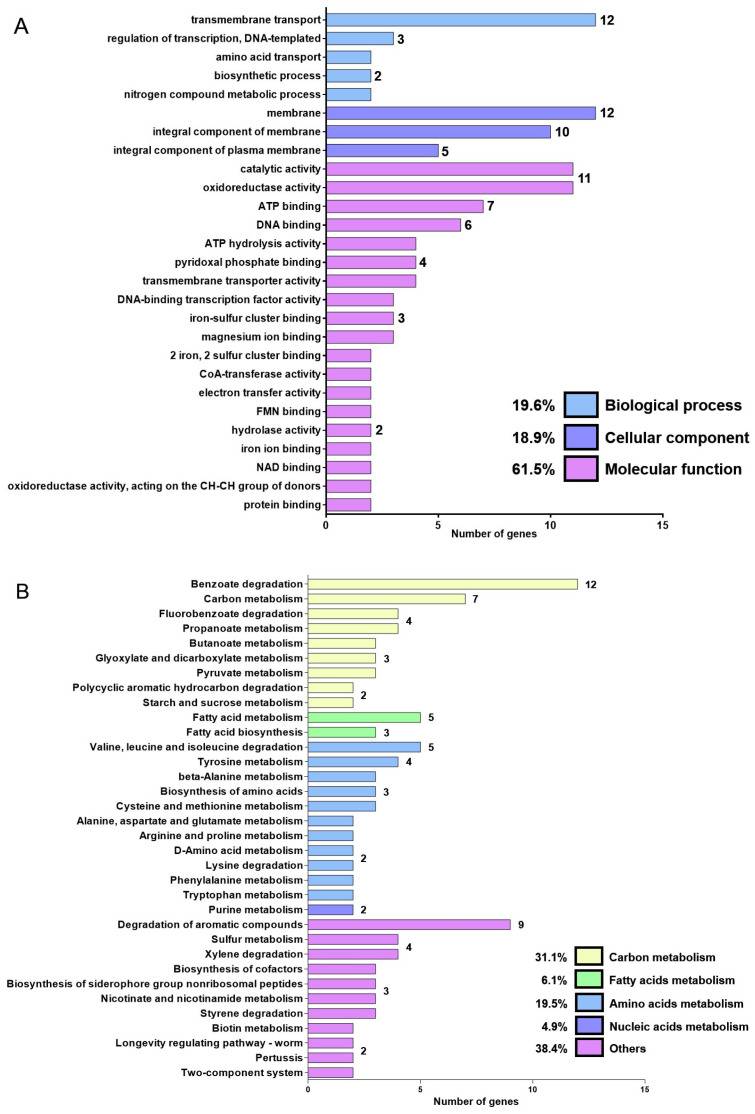 A
transmembrane transport 12
regulation of transcription, DNA-templated 3
amino acid transport
biosynthetic process 2
nitrogen compound metabolic process
membrane 12
integral component of membrane 10
integral component of plasma membrane 5
catalytic activity
11
oxidoreductase activity
ATP binding 7
DNA binding 6
ATP hydrolysis activity
pyridoxal phosphate binding 4
transmembrane transporter activity
DNA-binding transcription factor activity
iron-sulfur cluster binding 3
magnesium ion binding
2 iron, 2 sulfur cluster binding
CoA-transferase activity
electron transfer activity
FMN binding
hydrolase activity 2
iron ion binding
NAD binding
oxidoreductase activity, acting on the CH-CH group of donors
protein binding
19.6% Biological process
18.9% Cellular component
61.5% Molecular function
0 5 10 15
Number of genes
B
Benzoate degradation 12
Carbon metabolism 7
Fluorobenzoate degradation
4
Propanoate metabolism
Butanoate metabolism
Glyoxylate and dicarboxylate metabolism 3
Pyruvate metabolism
Polycyclic aromatic hydrocarbon degradation
2
Starch and sucrose metabolism
Fatty acid metabolism 5
Fatty acid biosynthesis 3
Valine, leucine and isoleucine degradation 5
Tyrosine metabolism 4
beta-Alanine metabolism
Biosynthesis of amino acids 3
Cysteine and methionine metabolism
Alanine, aspartate and glutamate metabolism
Arginine and proline metabolism
D-Amino acid metabolism
2
Lysine degradation
Phenylalanine metabolism
Tryptophan metabolism
Purine metabolism 2
Degradation of aromatic compounds 9
Sulfur metabolism
4
Xylene degradation
Biosynthesis of cofactors
Biosynthesis of siderophore group nonribosomal peptides
3
Nicotinate and nicotinamide metabolism
Styrene degradation
Biotin metabolism
Longevity regulating pathway - worm
2
Pertussis
Two-component system
31.1% Carbon metabolism
6.1% Fatty acids metabolism
19.5% Amino acids metabolism
4.9% Nucleic acids metabolism
38.4% Others
0 5 10 15
Number of genes